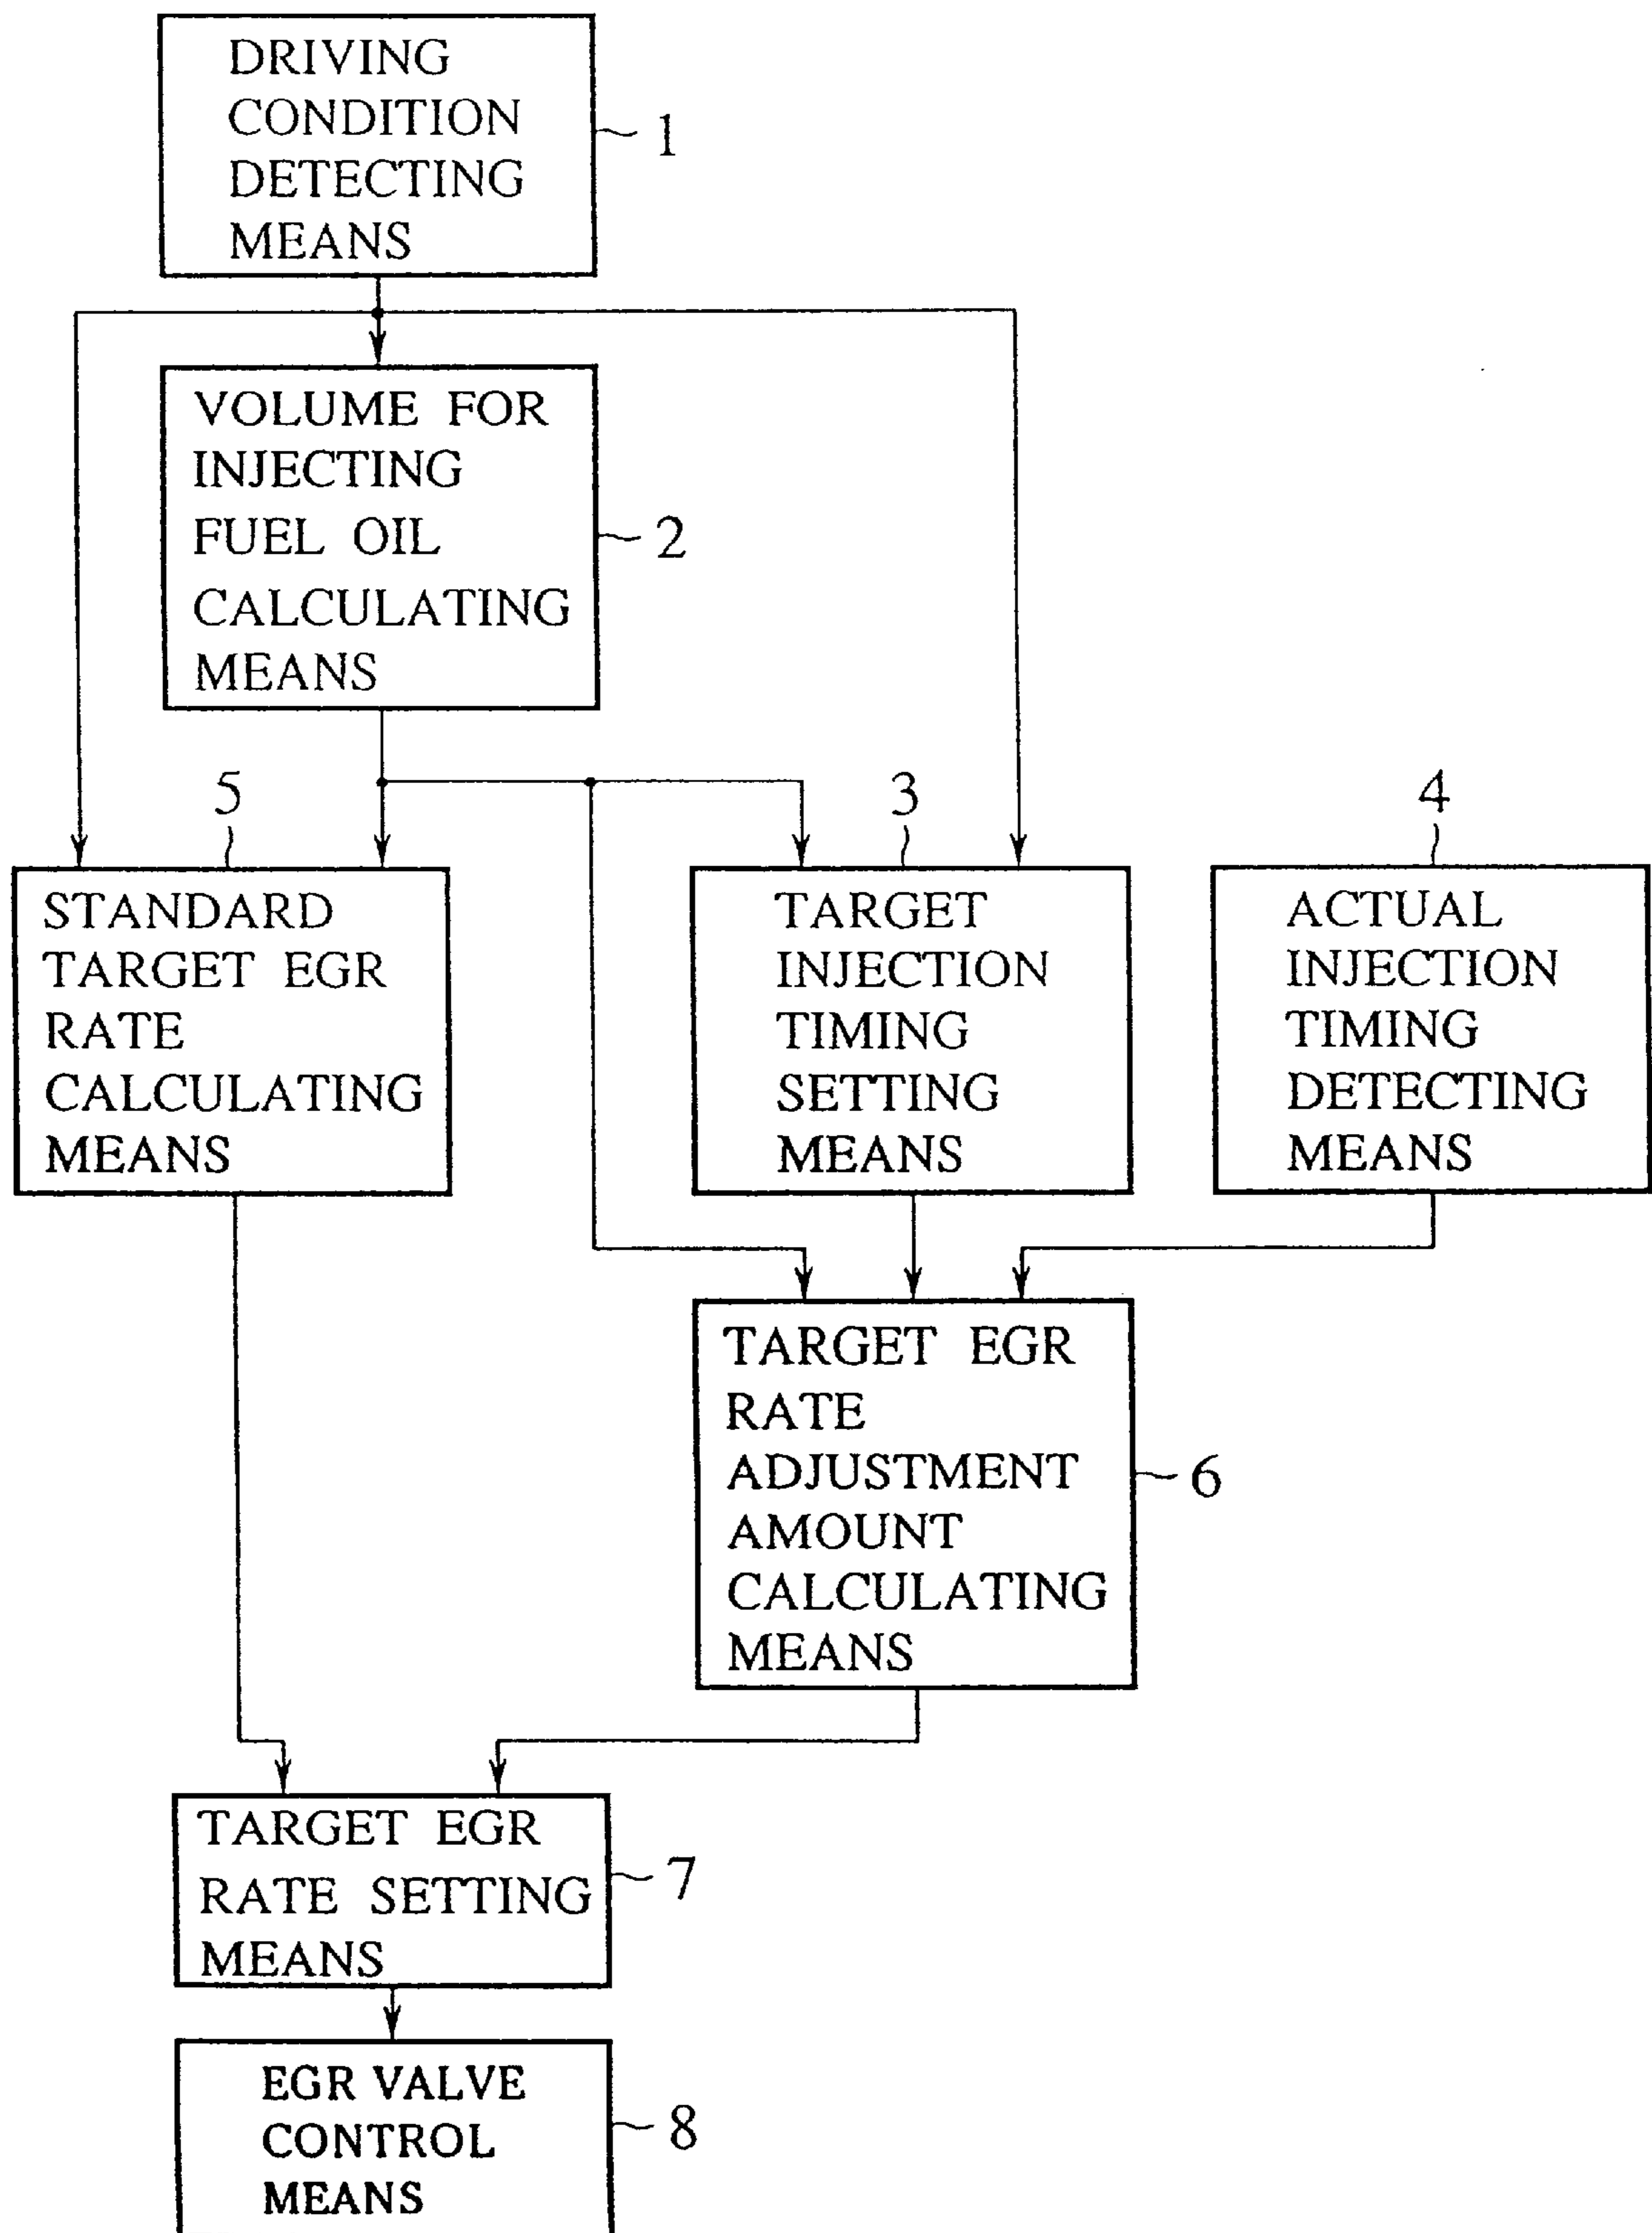 DRIVING
CONDITION
DETECTING
MEANS
1
VOLUME FOR
INJECTING
FUEL OIL
CALCULATING
MEANS
2
5
STANDARD
TARGET EGR
RATE
CALCULATING
MEANS
3
TARGET
INJECTION
TIMING
SETTING
MEANS
4
ACTUAL
INJECTION
TIMING
DETECTING
MEANS
TARGET EGR
RATE
ADJUSTMENT
AMOUNT
CALCULATING
MEANS
6
TARGET EGR
RATE SETTING
MEANS
7
EGR VALVE
CONTROL
MEANS
8